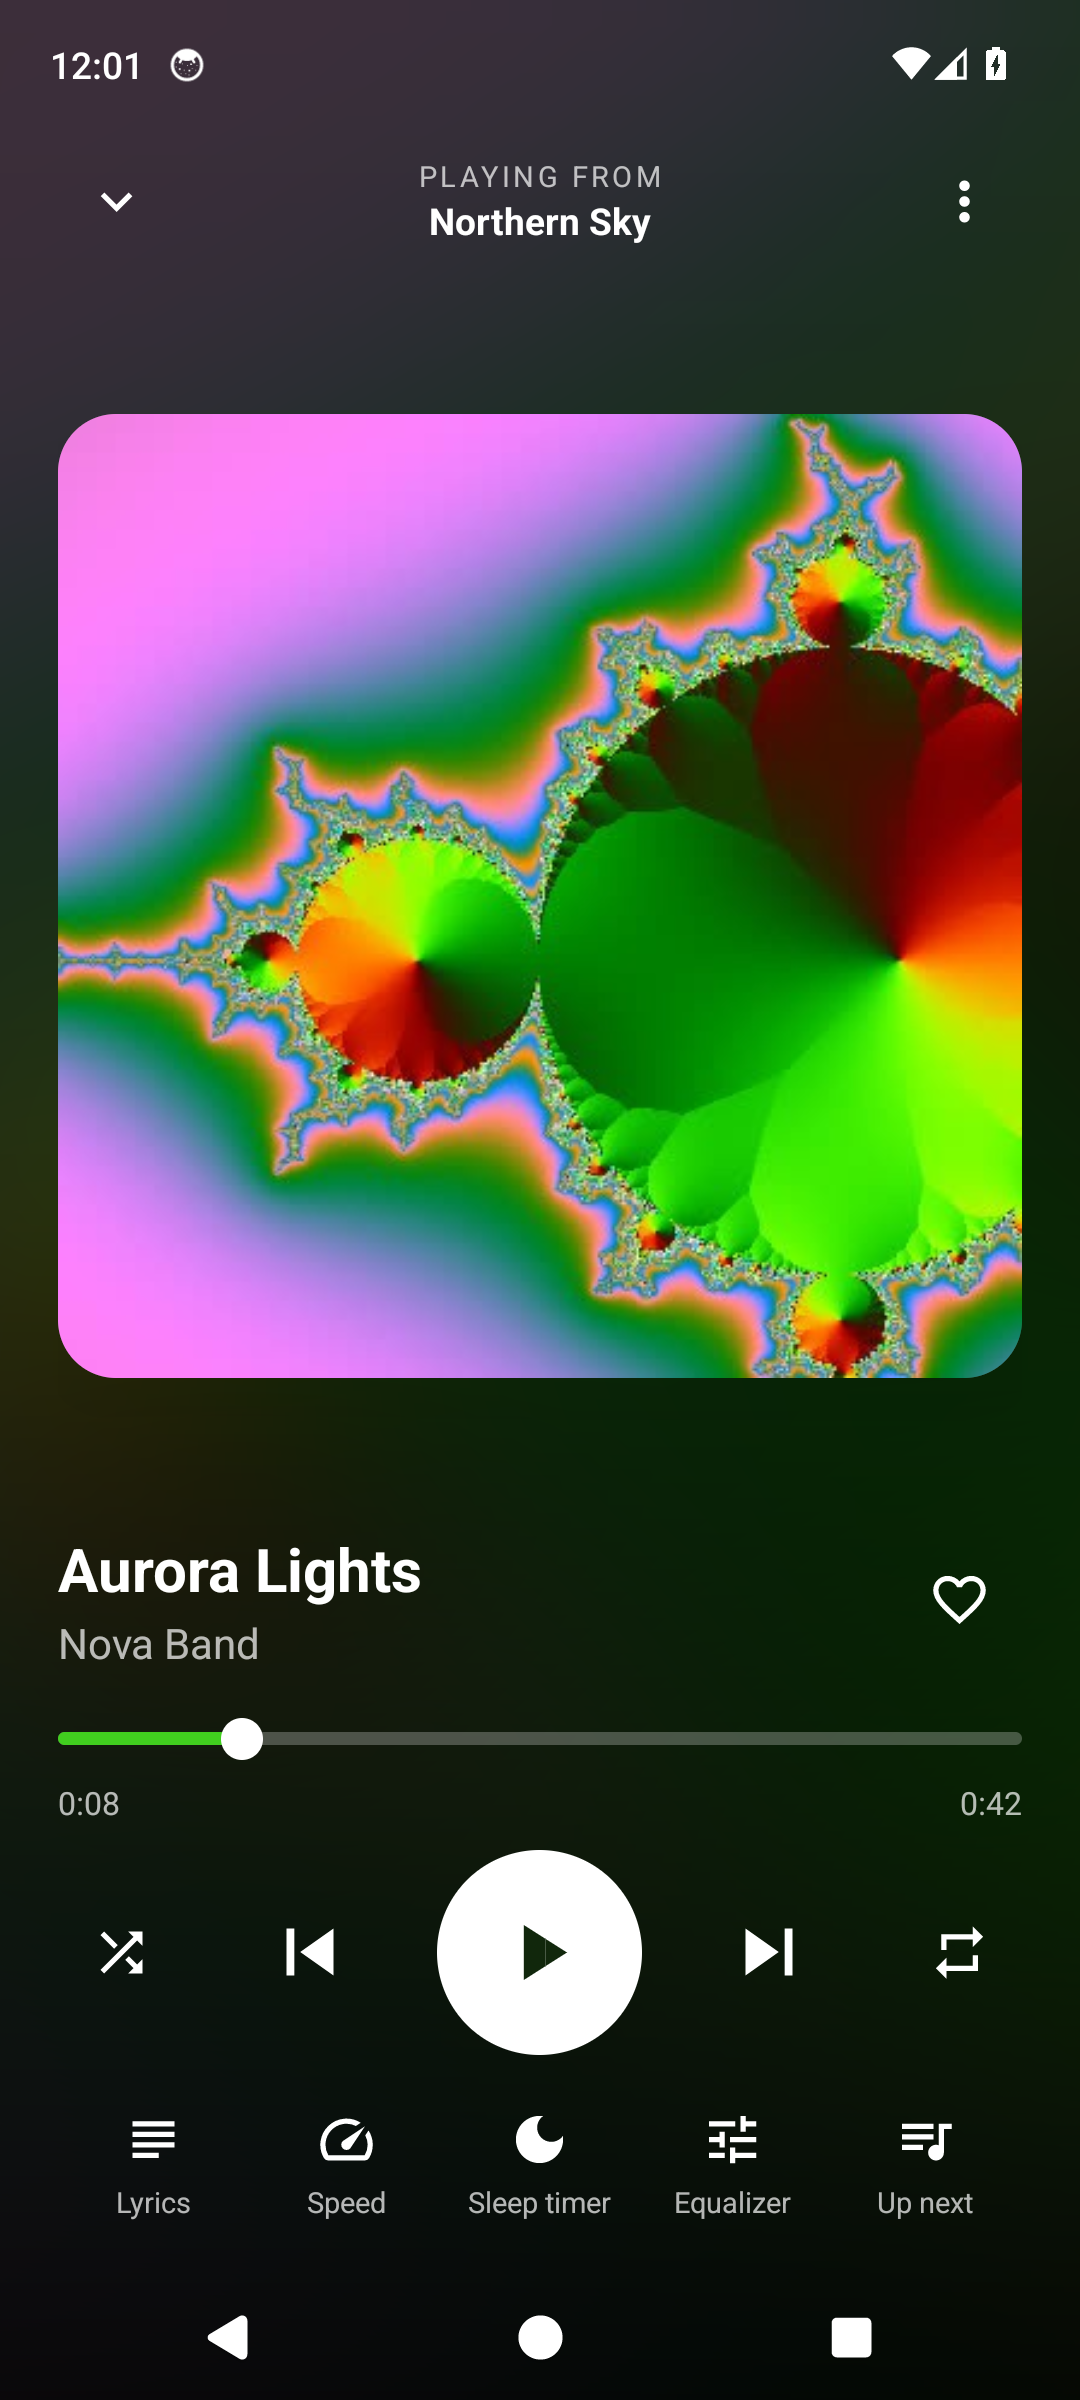 12:01
PLAYING FROM
Northern Sky
Aurora Lights
Nova Band
0:08
0:42
Lyrics
Speed
Sleep timer
Equalizer
Up next